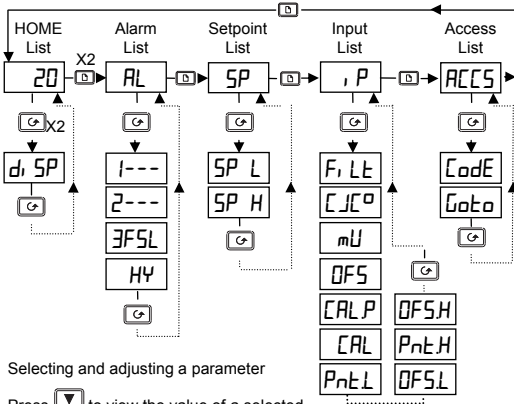 HOME List
Alarm List
Setpoint List
Input List
Access List
20
X2
AL
SP
iP
ACCS
X2
diSP
1---
2---
3FSL
HY
SP L
SP H
FiLt
CJC°
mV
OFS
CAL.P
CAL
Pnt.L
OFS.H
Pnt.H
OFS.L
CodE
Goto
Selecting and adjusting a parameter
Press ▼ to view the value of a selected